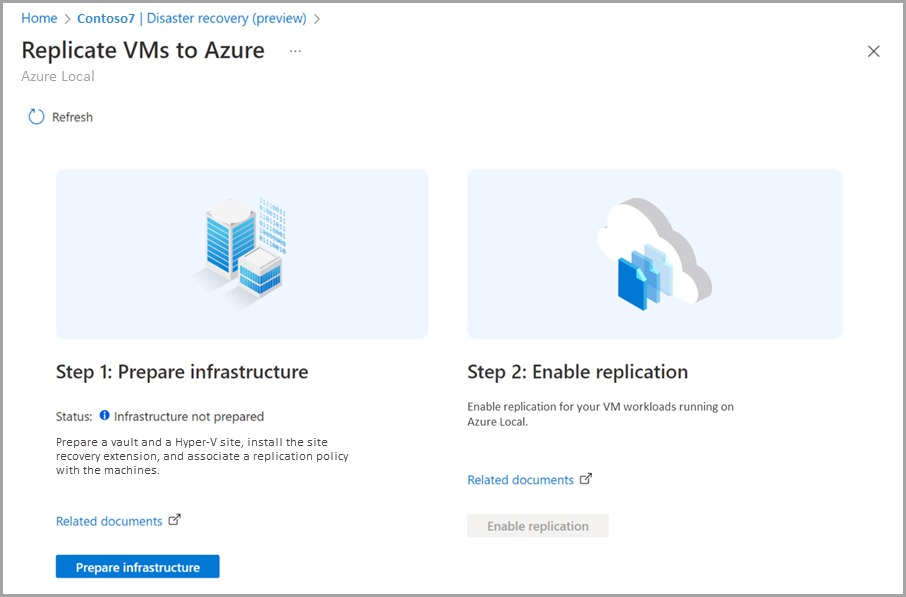 Home > Contoso7 | Disaster recovery (preview) >
Replicate VMs to Azure ...
Azure Local
Refresh
Step 1: Prepare infrastructure
Status: Infrastructure not prepared
Prepare a vault and a Hyper-V site, install the site
recovery extension, and associate a replication policy
with the machines.
Related documents
Prepare infrastructure
Step 2: Enable replication
Enable replication for your VM workloads running on
Azure Local.
Related documents
Enable replication